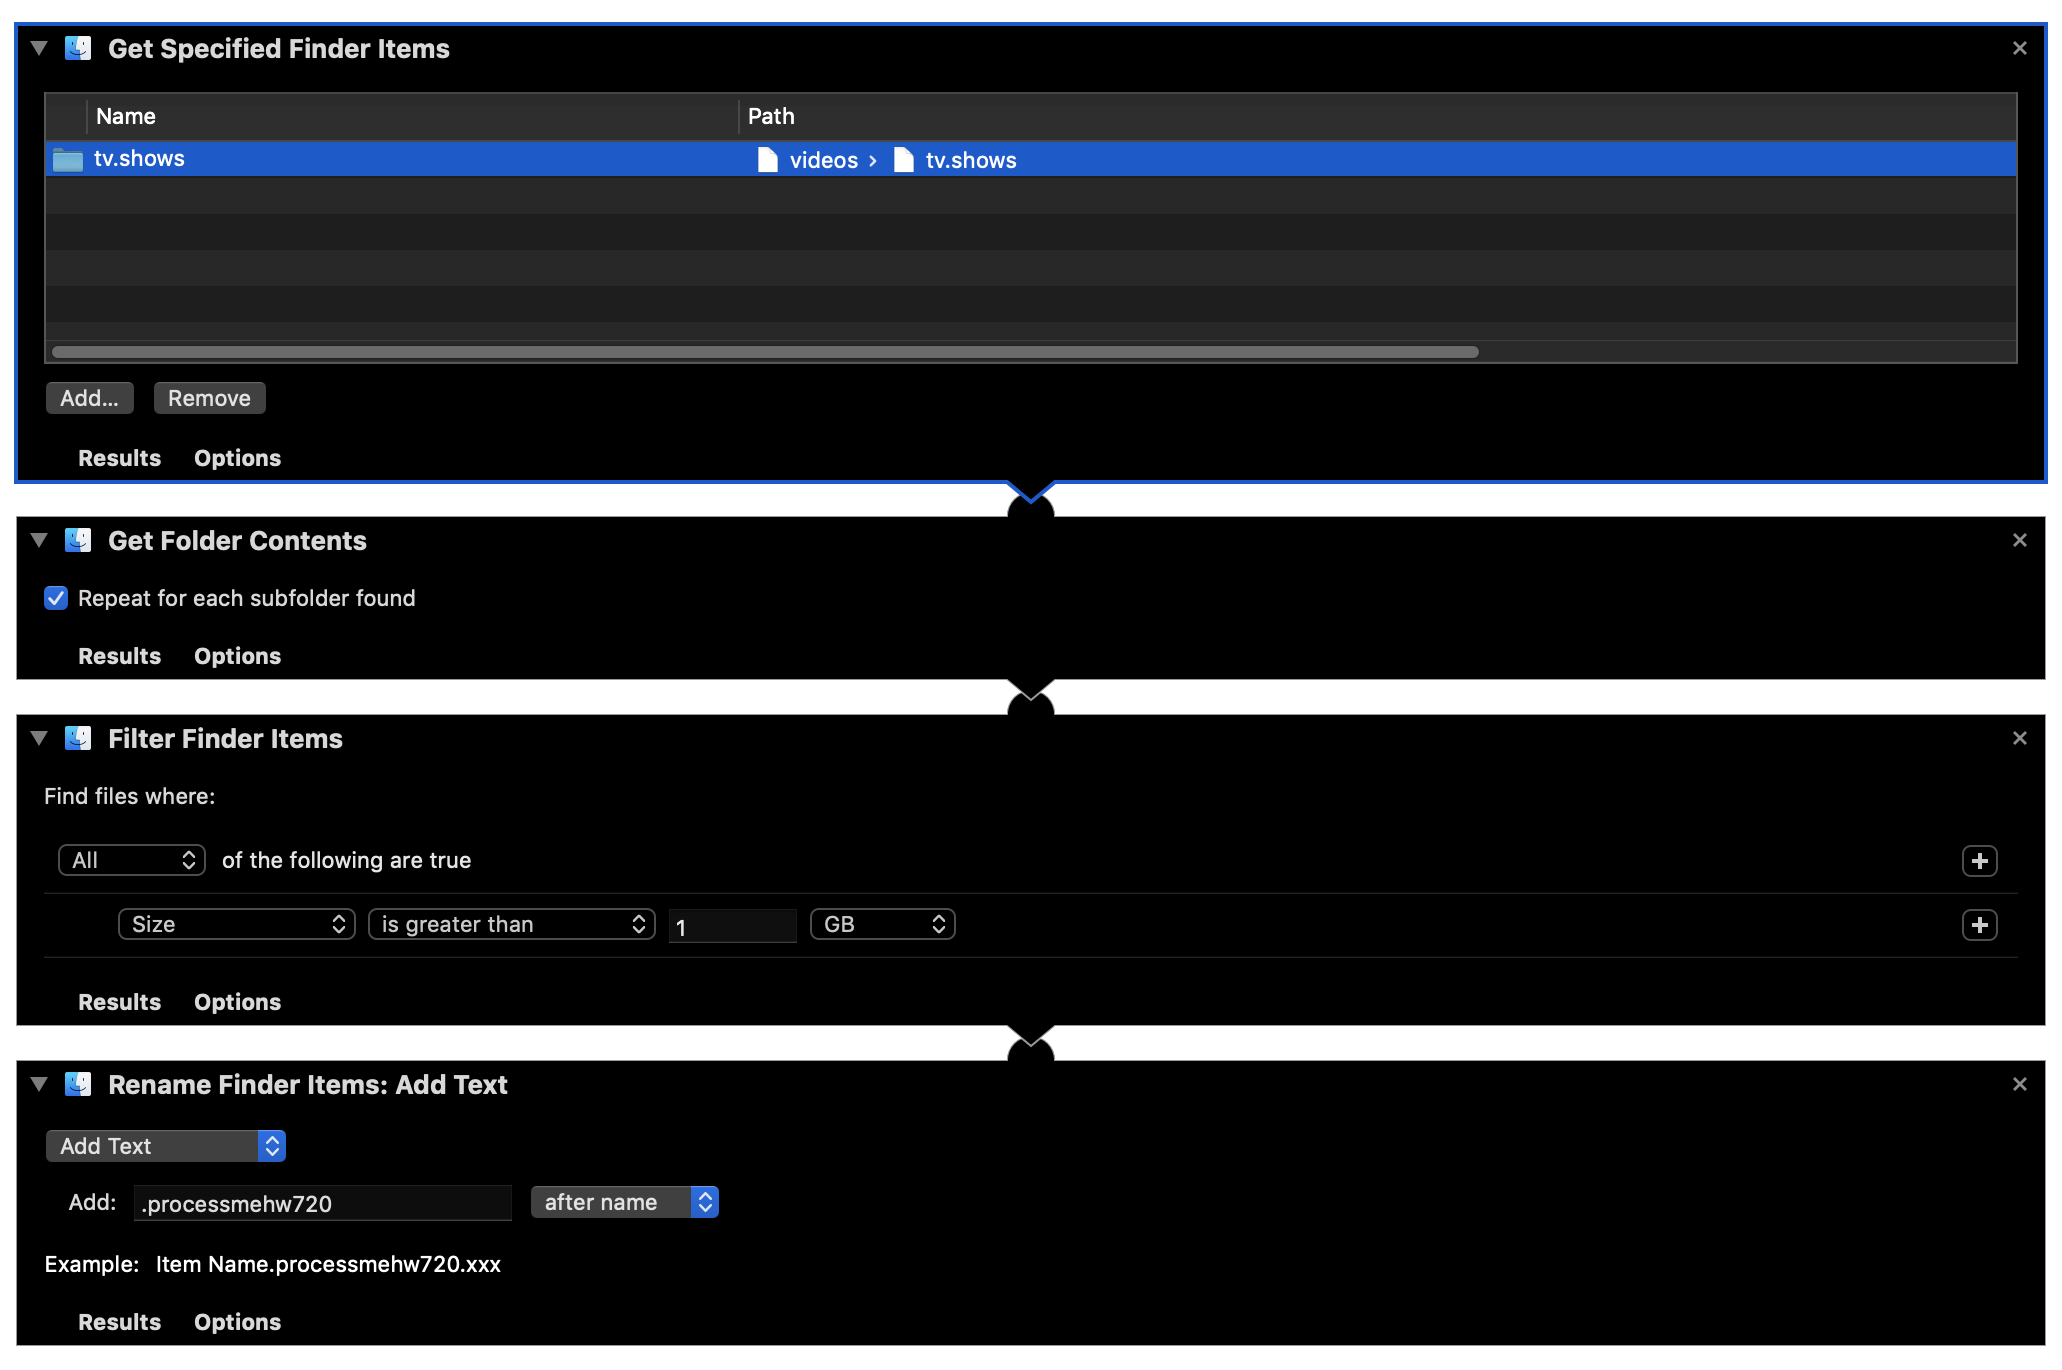 Get Specified Finder Items
Name Path
tv.shows videos › tv.shows
Add... Remove
Results Options
Get Folder Contents
Repeat for each subfolder found
Results Options
Filter Finder Items
Find files where:
All of the following are true
Size is greater than 1 GB
Results Options
Rename Finder Items: Add Text
Add Text
Add: .processmehw720 after name
Example: Item Name.processmehw720.xxx
Results Options